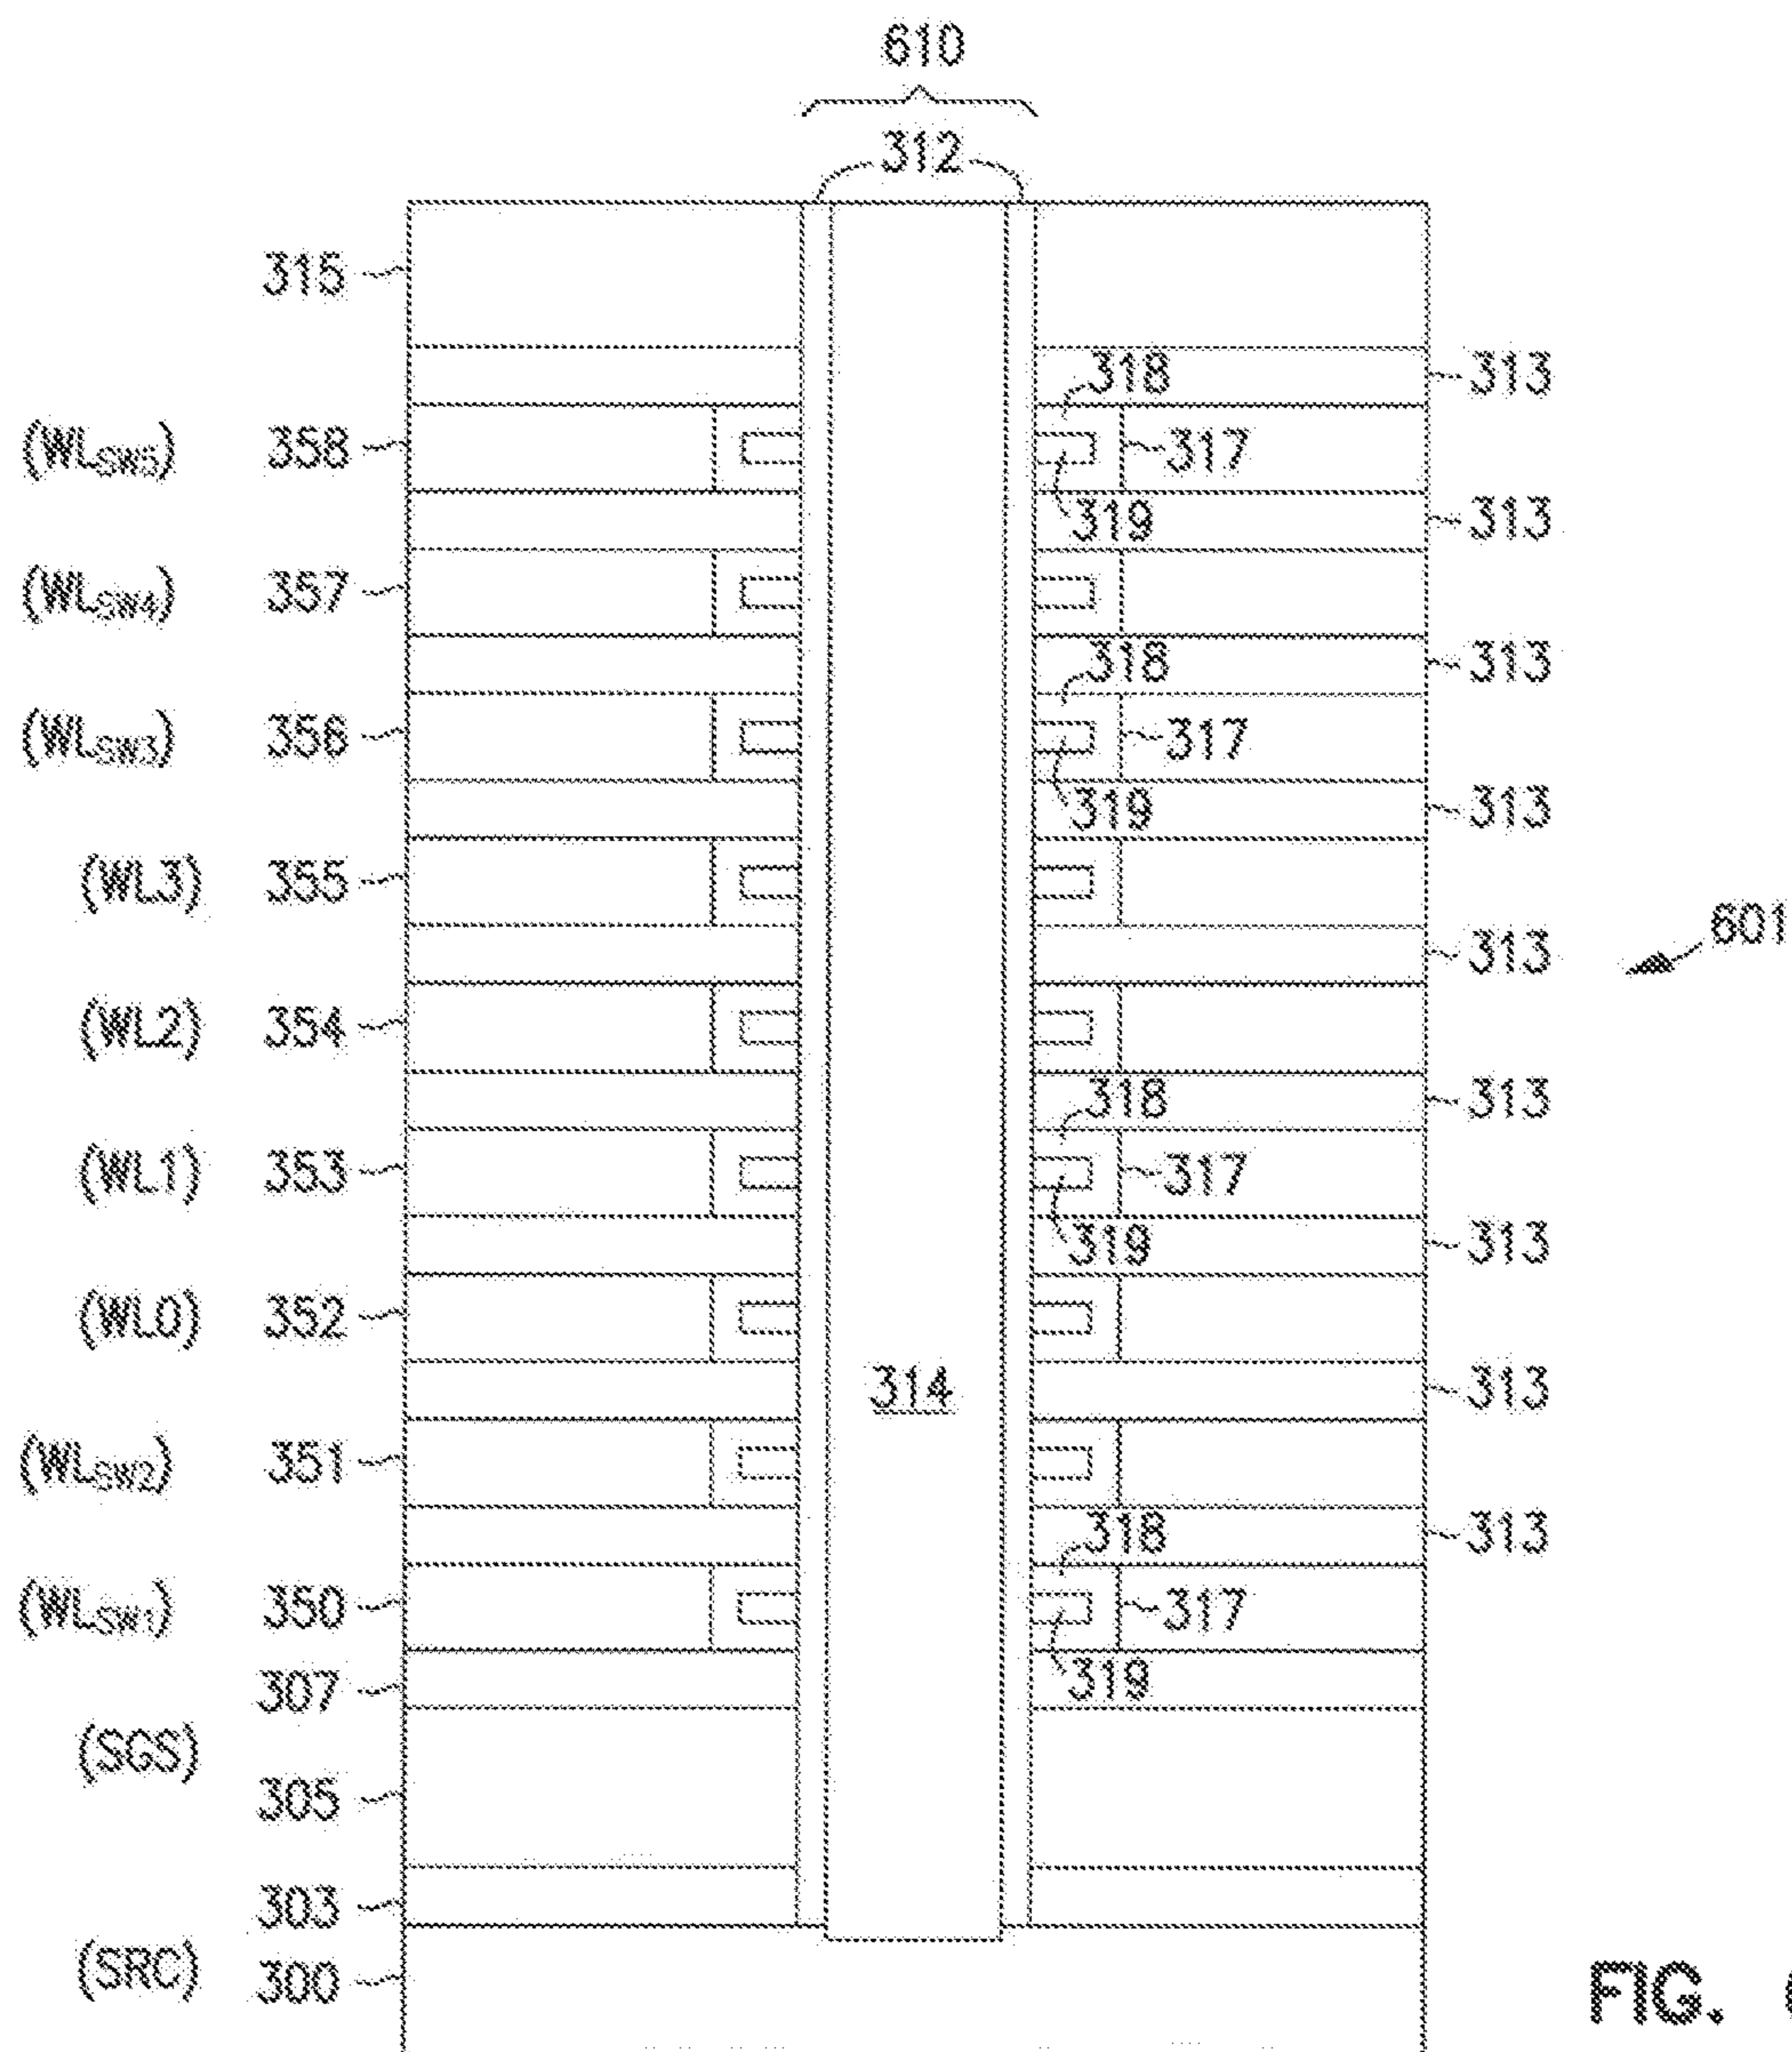 610
312
315
318
313
(WLSW5) 358 317
319 313
(WLSW4) 357
318 313
(WLSW3) 356 317
319 313
(WL3) 355
313 601
(WL2) 354
318 313
(WL1) 353 317
319 313
(WL0) 352
314 313
(WLSW2) 351
318 313
(WLSW1) 350 317
307 319
(SGS)
305
303
(SRC) 300
FIG.